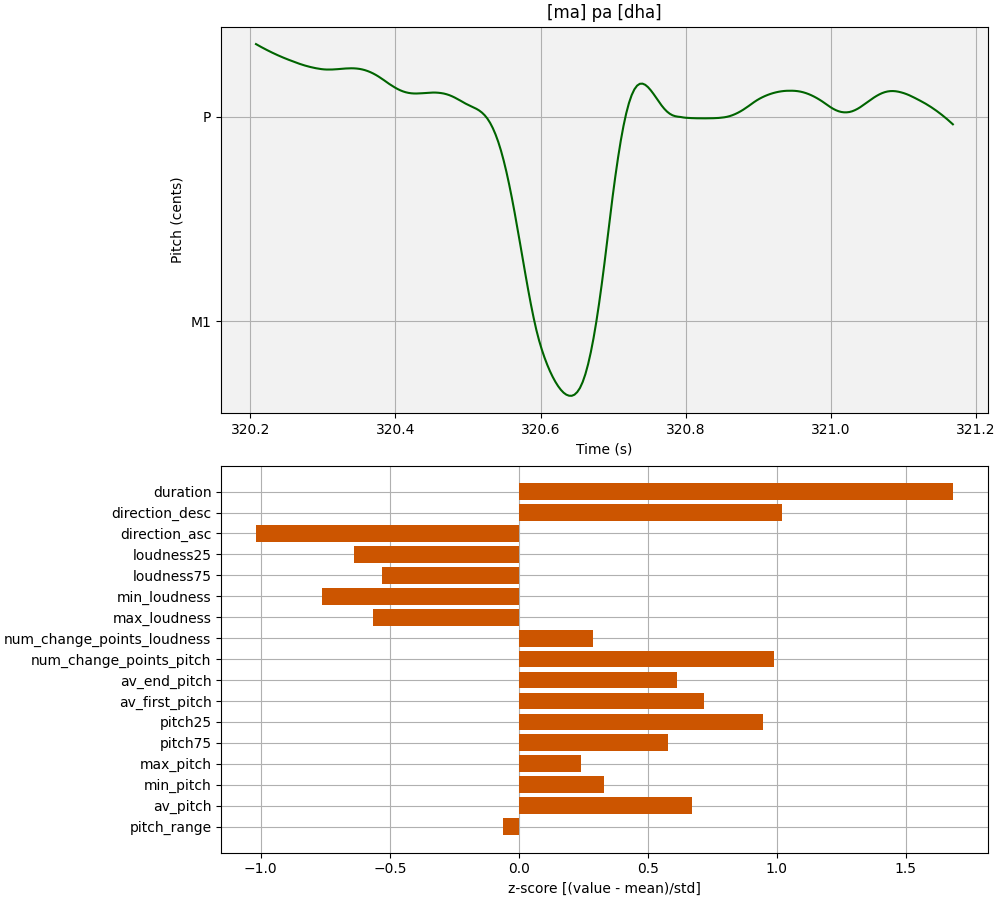 [ma] pa [dha]
Pitch (cents)
P
M1
320.2 320.4 320.6 320.8 321.0 321.2
Time (s)
duration
direction_desc
direction_asc
loudness25
loudness75
min_loudness
max_loudness
num_change_points_loudness
num_change_points_pitch
av_end_pitch
av_first_pitch
pitch25
pitch75
max_pitch
min_pitch
av_pitch
pitch_range
−1.0 −0.5 0.0 0.5 1.0 1.5
z-score [(value - mean)/std]